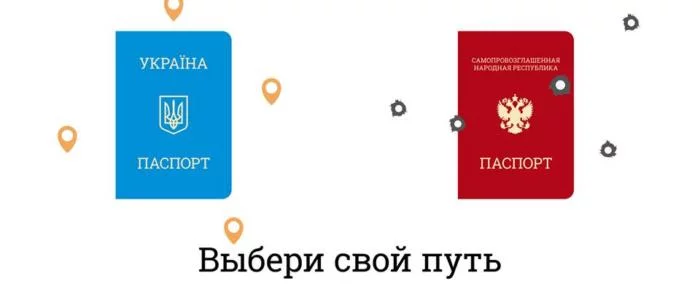 УКРАЇНА
ПАСПОРТ
САМОПРОВОЗГЛАШЕННАЯ
НАРОДНАЯ РЕСПУБЛИКА
ПАСПОРТ
Выбери свой путь